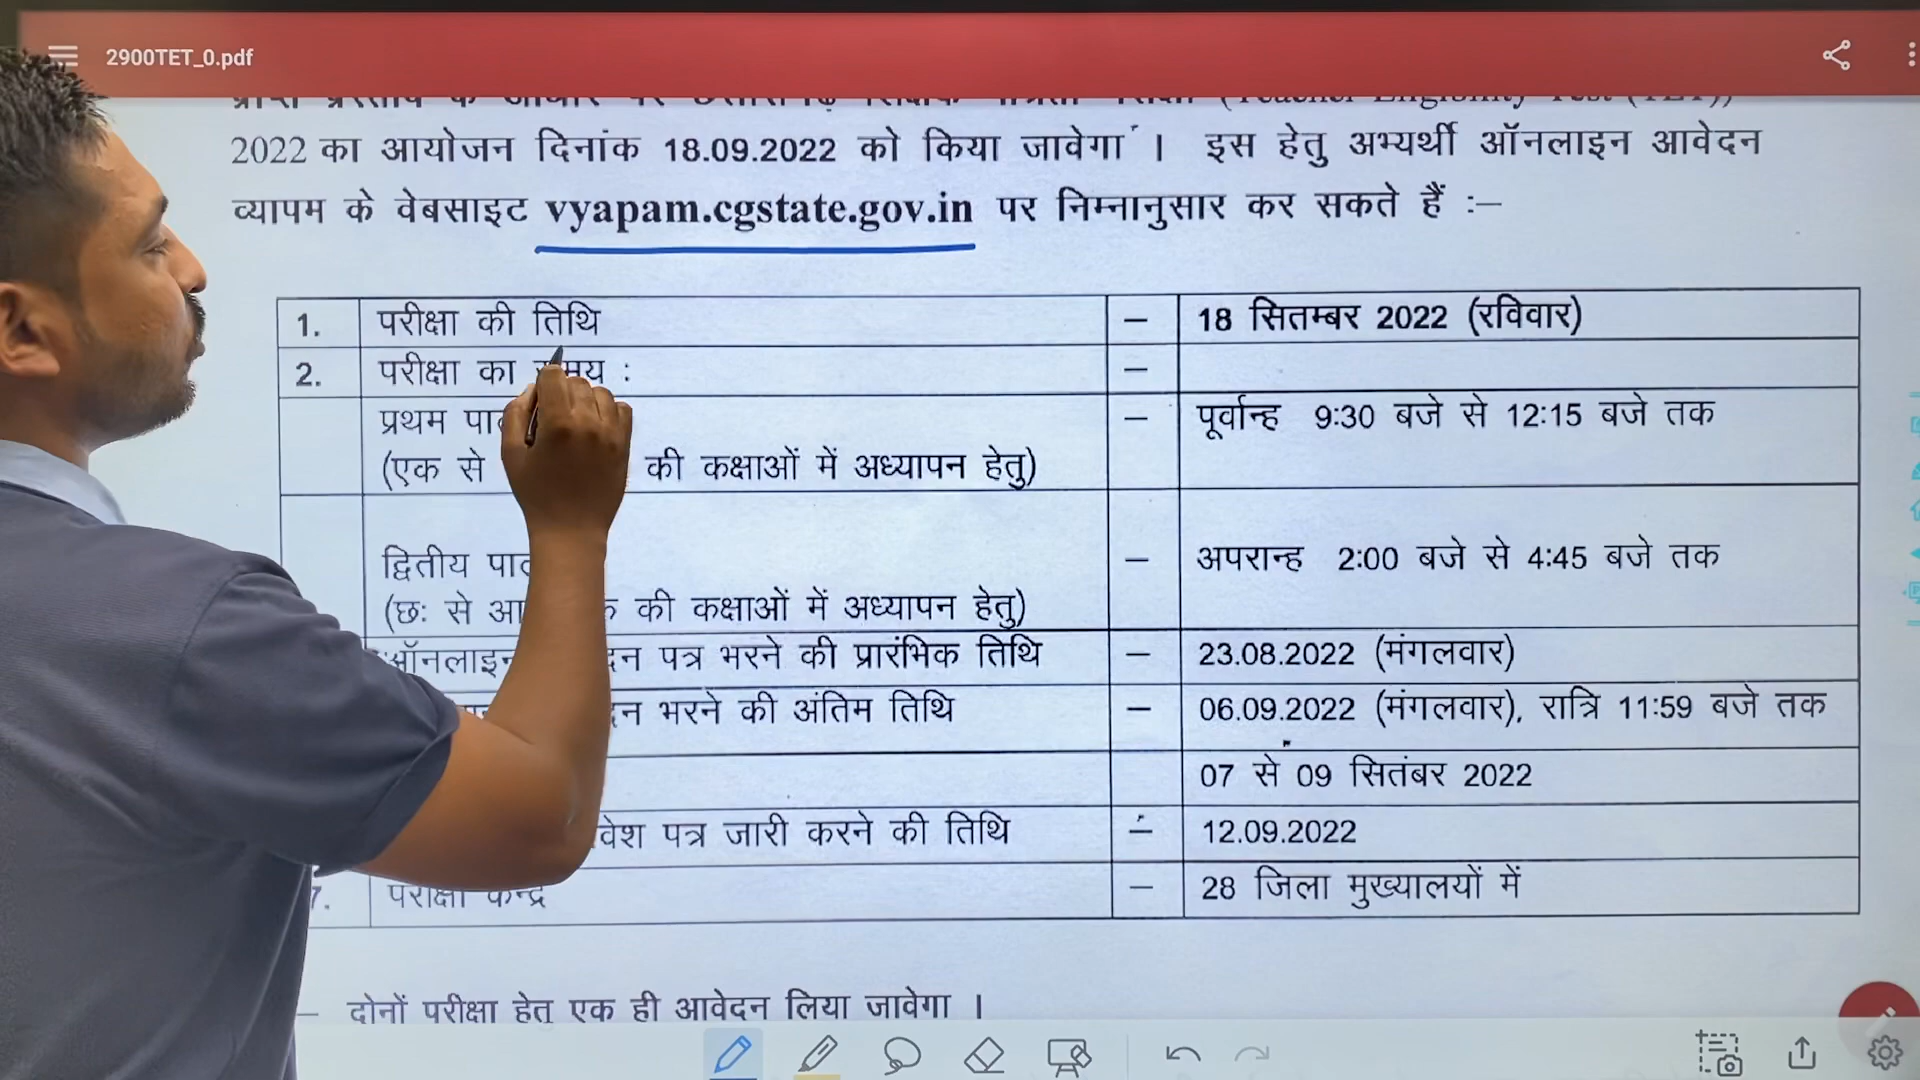 2900TET_0.pdf
2022 का आयोजन दिनांक 18.09.2022 को किया जावेगा । इस हेतु अभ्यर्थी ऑनलाइन आवेदन
व्यापम के वेबसाइट vyapam.cgstate.gov.in पर निम्नानुसार कर सकते हैं :–
1. परीक्षा की तिथि – 18 सितम्बर 2022 (रविवार)
2. परीक्षा का समय : –
प्रथम – पूर्वान्ह 9:30 बजे से 12:15 बजे तक
(एक से की कक्षाओं में अध्यापन हेतु)
द्वितीय – अपरान्ह 2:00 बजे से 4:45 बजे तक
(छः से की कक्षाओं में अध्यापन हेतु)
पत्र भरने की प्रारंभिक तिथि – 23.08.2022 (मंगलवार)
भरने की अंतिम तिथि – 06.09.2022 (मंगलवार), रात्रि 11:59 बजे तक
07 से 09 सितंबर 2022
पत्र जारी करने की तिथि – 12.09.2022
7. परीक्षा केन्द्र – 28 जिला मुख्यालयों में
– दोनों परीक्षा हेतु एक ही आवेदन लिया जावेगा ।